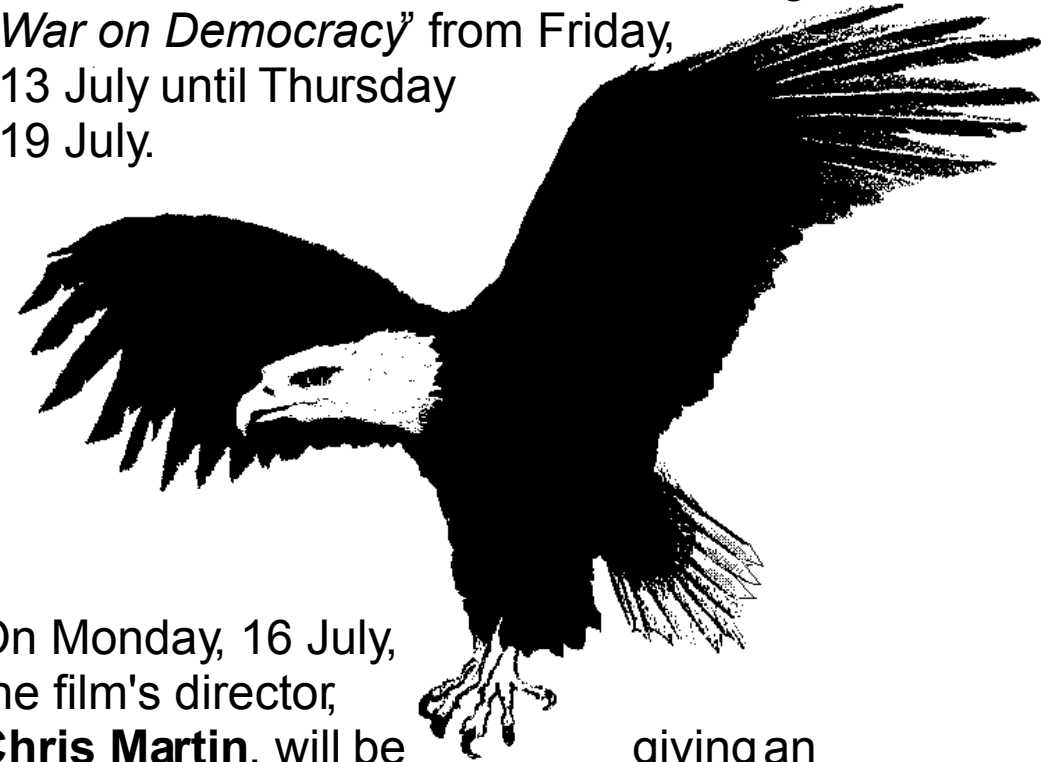 War on Democracy" from Friday,
13 July until Thursday
19 July.
On Monday, 16 July,
the film's director,
Chris Martin, will be giving an